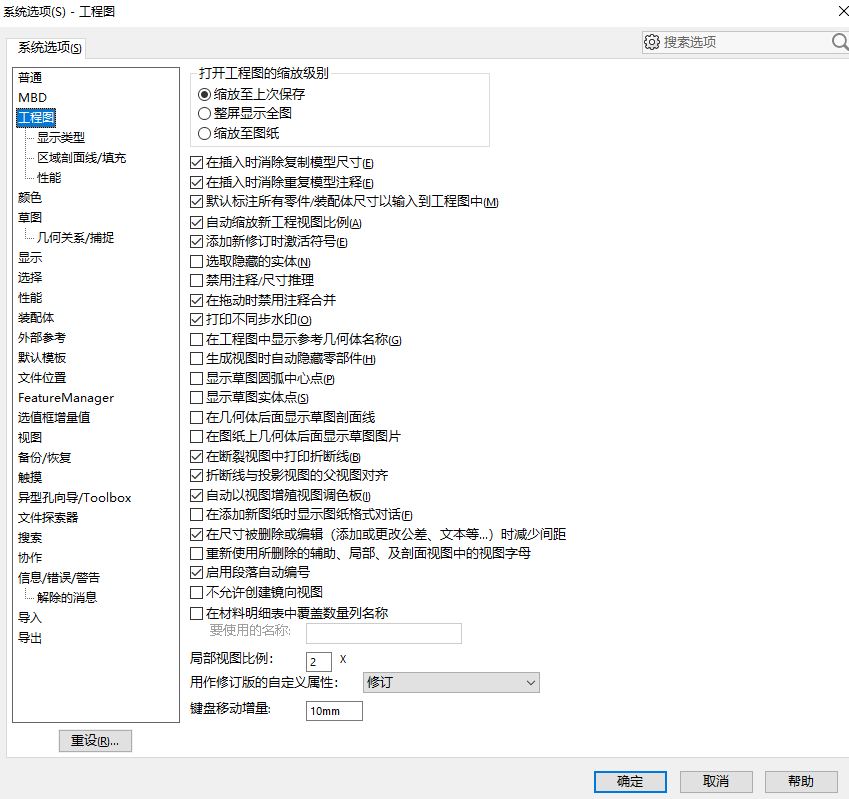 系统选项(S) - 工程图
系统选项(S)
搜索选项
普通
MBD
工程图
显示类型
区域剖面线/填充
性能
颜色
草图
几何关系/捕捉
显示
选择
性能
装配体
外部参考
默认模板
文件位置
FeatureManager
选值框增量值
视图
备份/恢复
触摸
异型孔向导/Toolbox
文件探索器
搜索
协作
信息/错误/警告
解除的消息
导入
导出
重设(R)...
打开工程图的缩放级别
缩放至上次保存
整屏显示全图
缩放至图纸
在插入时消除复制模型尺寸(E)
在插入时消除重复模型注释(E)
默认标注所有零件/装配体尺寸以输入到工程图中(M)
自动缩放新工程视图比例(A)
添加新修订时激活符号(E)
选取隐藏的实体(N)
禁用注释/尺寸推理
在拖动时禁用注释合并
打印不同步水印(O)
在工程图中显示参考几何体名称(G)
生成视图时自动隐藏零部件(H)
显示草图圆弧中心点(P)
显示草图实体点(S)
在几何体后面显示草图剖面线
在图纸上几何体后面显示草图图片
在断裂视图中打印折断线(B)
折断线与投影视图的父视图对齐
自动以视图增殖视图调色板(I)
在添加新图纸时显示图纸格式对话(F)
在尺寸被删除或编辑（添加或更改公差、文本等...）时减少间距
重新使用所删除的辅助、局部、及剖面视图中的视图字母
启用段落自动编号
不允许创建镜向视图
在材料明细表中覆盖数量列名称
要使用的名称:
局部视图比例: 2 X
用作修订版的自定义属性: 修订
键盘移动增量: 10mm
确定 取消 帮助